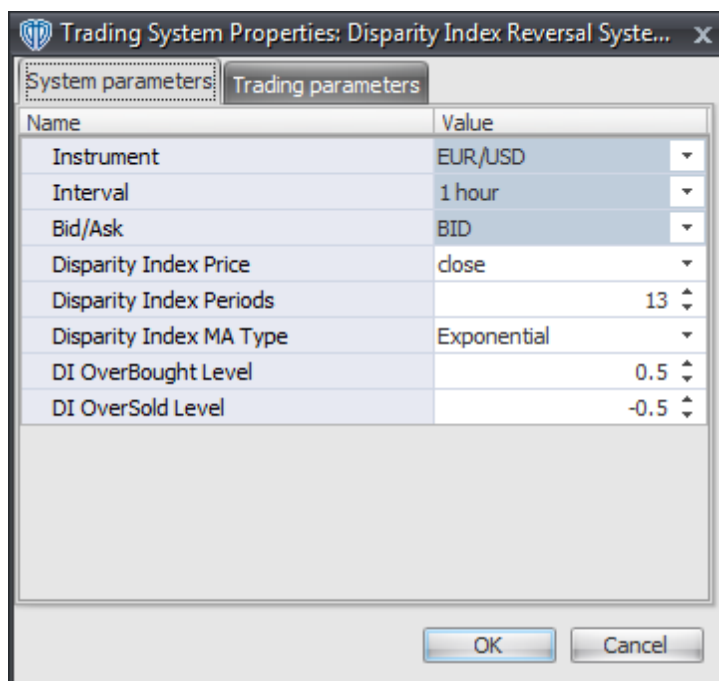 Trading System Properties: Disparity Index Reversal Syste... x
System parameters Trading parameters
Name Value
Instrument EUR/USD
Interval 1 hour
Bid/Ask BID
Disparity Index Price close
Disparity Index Periods 13
Disparity Index MA Type Exponential
DI OverBought Level 0.5
DI OverSold Level -0.5
OK Cancel